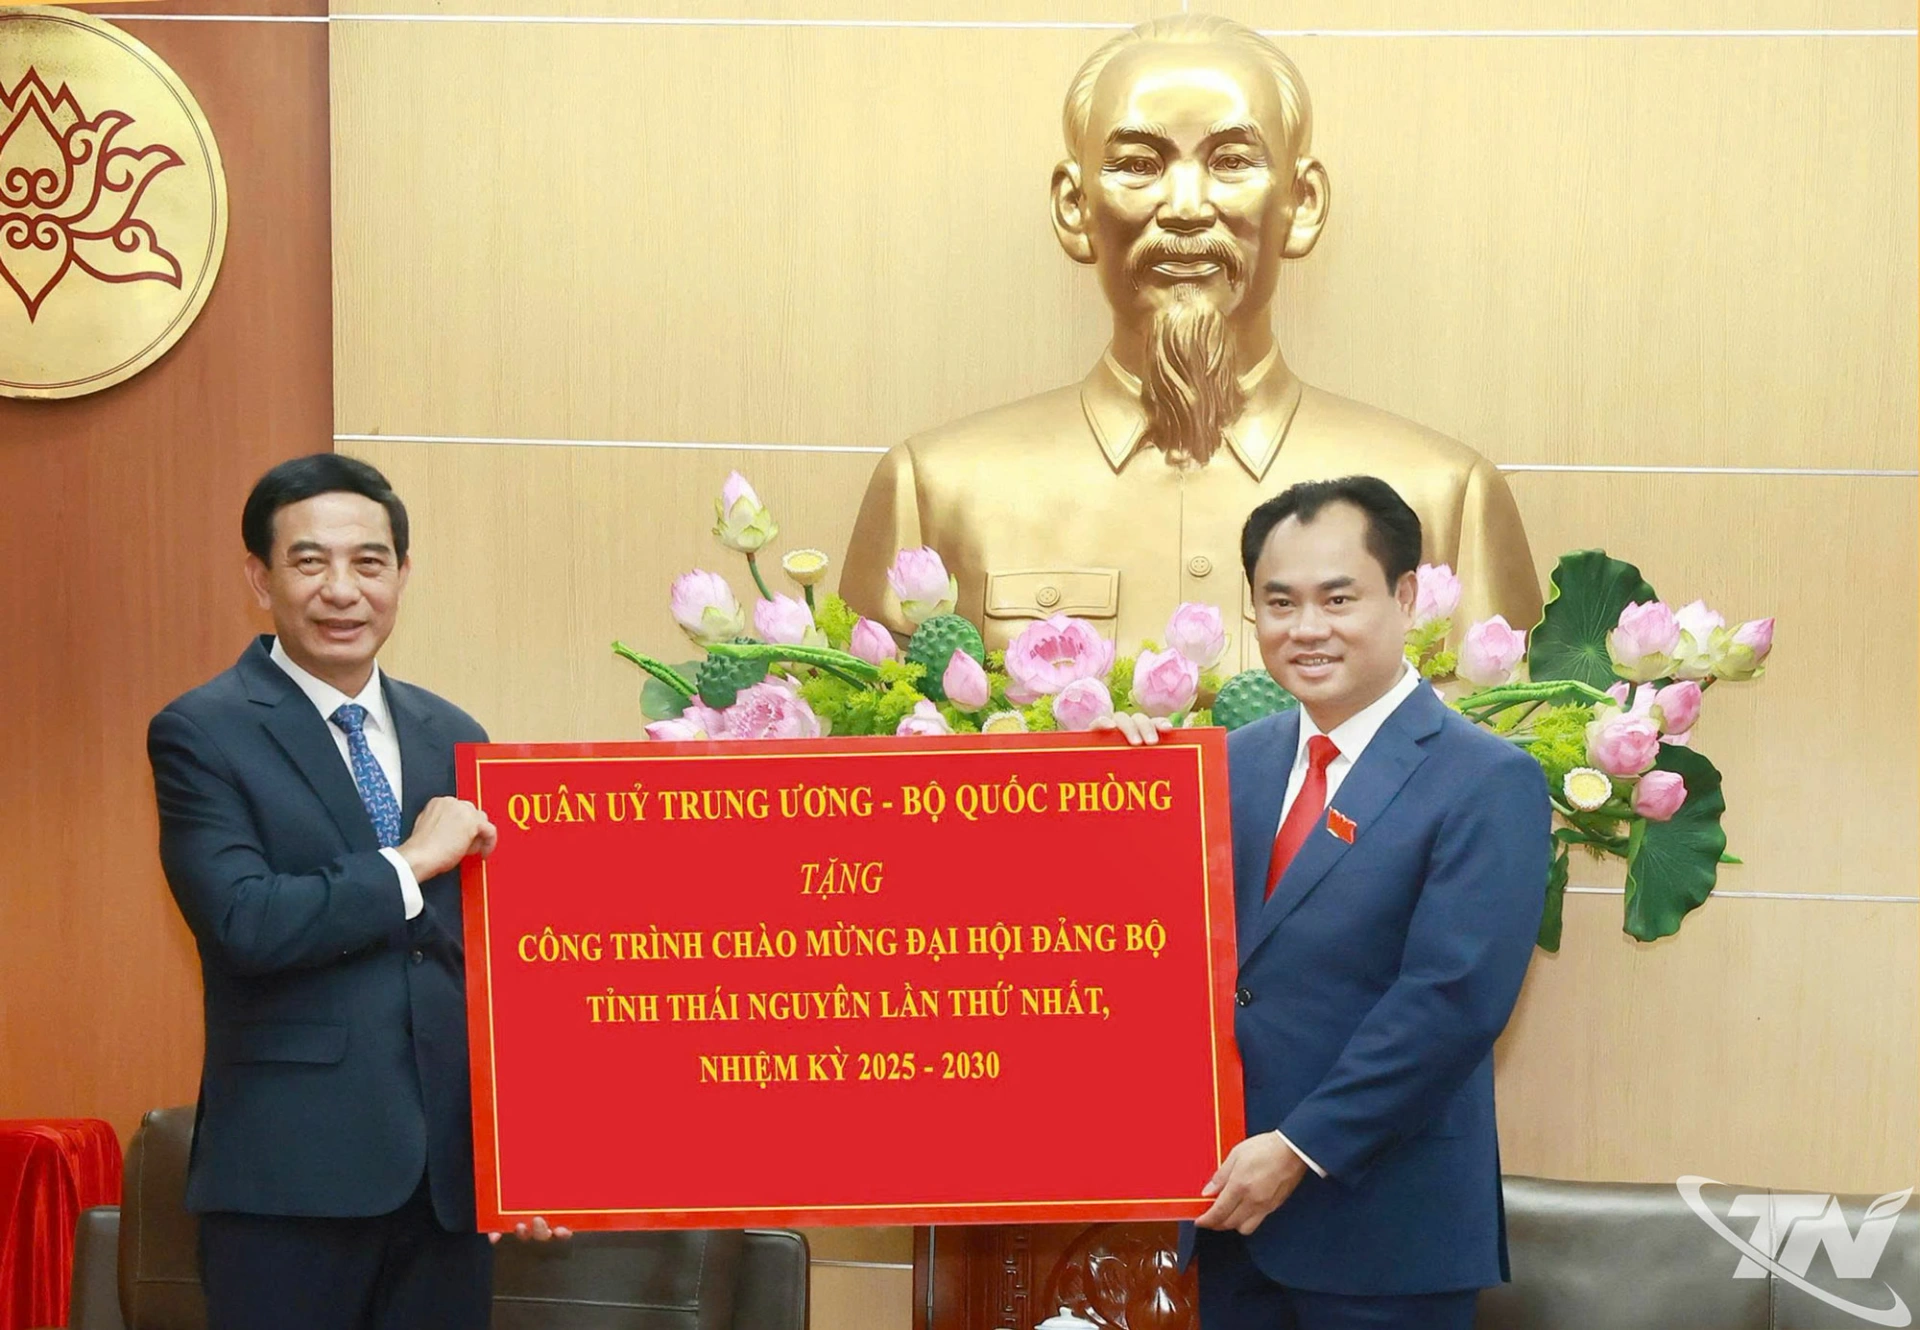 QUÂN UỶ TRUNG ƯƠNG - BỘ QUỐC PHÒNG
TẶNG
CÔNG TRÌNH CHÀO MỪNG ĐẠI HỘI ĐẢNG BỘ
TỈNH THÁI NGUYÊN LẦN THỨ NHẤT,
NHIỆM KỲ 2025 - 2030
TN